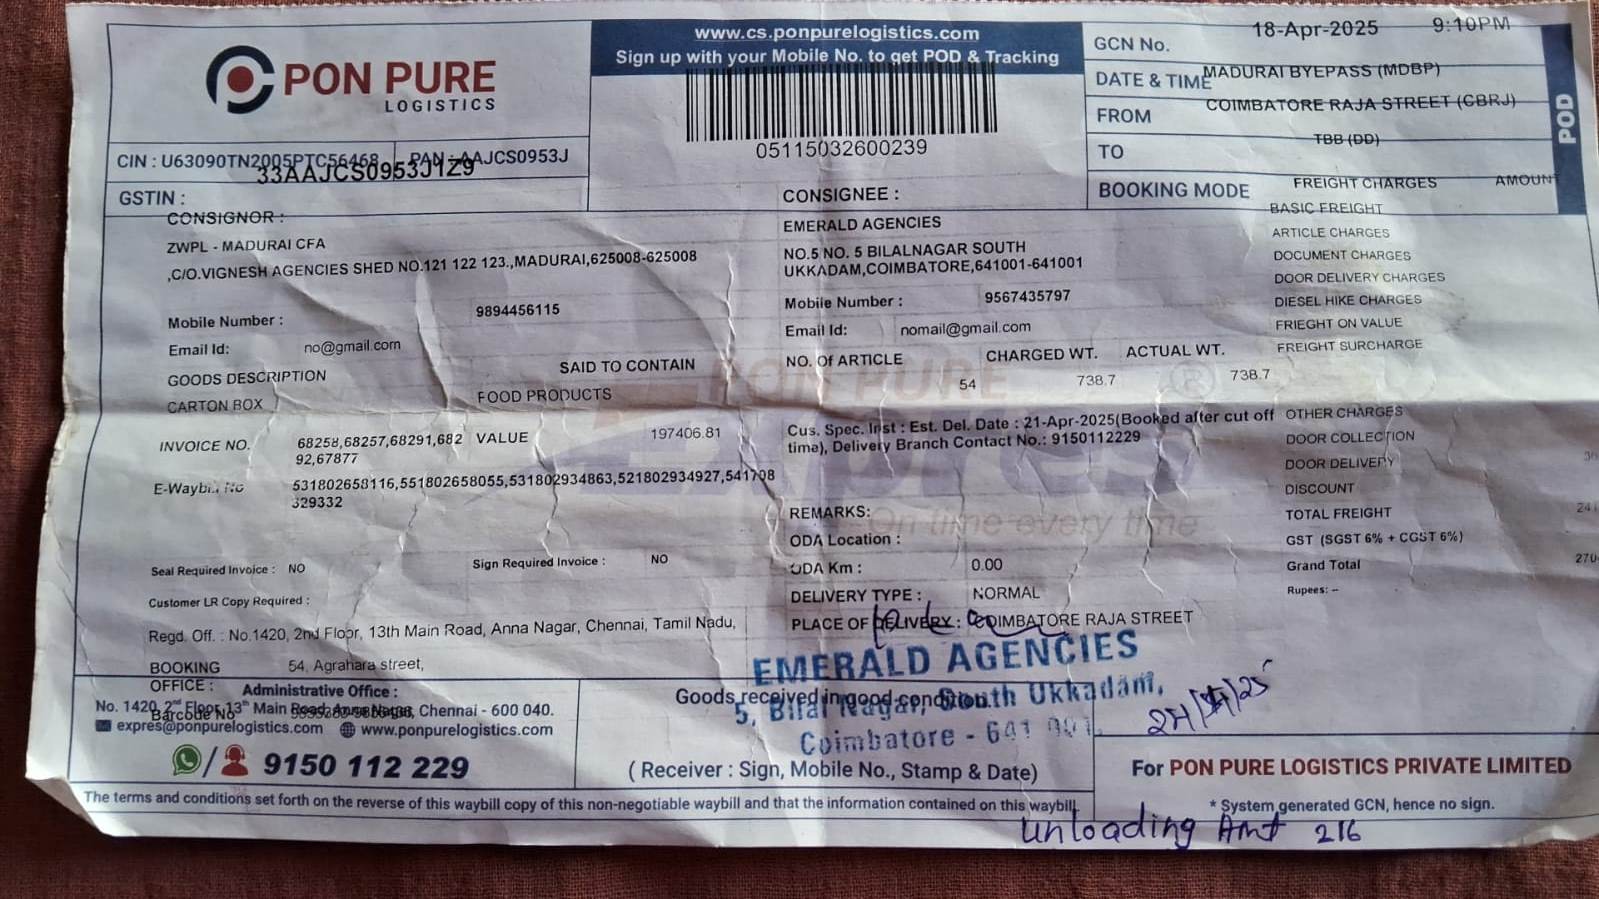 PON PURE
LOGISTICS
www.cs.ponpurelogistics.com
Sign up with your Mobile No. to get POD & Tracking
05115032600239
GCN No.
18-Apr-2025 9:10PM
DATE & TIME
MADURAI BYEPASS (MDBP)
FROM
COIMBATORE RAJA STREET (CBRJ)
TO
TBB (DD)
BOOKING MODE
POD
CIN : U63090TN2005PTC56468 PAN : AAJCS0953J
33AAJCS0953J1Z9
GSTIN :
CONSIGNOR :
ZWPL - MADURAI CFA
,C/O.VIGNESH AGENCIES SHED NO.121 122 123.,MADURAI,625008-625008
Mobile Number : 9894456115
Email Id: no@gmail.com
GOODS DESCRIPTION SAID TO CONTAIN
CARTON BOX FOOD PRODUCTS
INVOICE NO. 68258,68257,68291,682 VALUE 197406.81
92,67877
E-Waybill No 531802658116,551802658055,531802934863,521802934927,541708
329332
Seal Required Invoice : NO Sign Required Invoice : NO
Customer LR Copy Required :
Regd. Off. : No.1420, 2nd Floor, 13th Main Road, Anna Nagar, Chennai, Tamil Nadu,
BOOKING 54, Agrahara street,
OFFICE :
Barcode No
CONSIGNEE :
EMERALD AGENCIES
NO.5 NO. 5 BILALNAGAR SOUTH
UKKADAM,COIMBATORE,641001-641001
Mobile Number : 9567435797
Email Id: nomail@gmail.com
NO. Of ARTICLE CHARGED WT. ACTUAL WT.
54 738.7 738.7
Cus. Spec. Inst : Est. Del. Date : 21-Apr-2025(Booked after cut off
time), Delivery Branch Contact No.: 9150112229
PON PURE
Xpres
On-time-every time
REMARKS:
ODA Location :
ODA Km : 0.00
DELIVERY TYPE : NORMAL
PLACE OF DELIVERY : COIMBATORE RAJA STREET
FREIGHT CHARGES AMOUNT
BASIC FREIGHT
ARTICLE CHARGES
DOCUMENT CHARGES
DOOR DELIVERY CHARGES
DIESEL HIKE CHARGES
FRIEGHT ON VALUE
FREIGHT SURCHARGE
OTHER CHARGES
DOOR COLLECTION
DOOR DELIVERY
DISCOUNT
TOTAL FREIGHT 241
GST (SGST 6% + CGST 6%)
Grand Total 270
Rupees: --
EMERALD AGENCIES
5, Bilal Nagar, South Ukkadam,
Coimbatore - 641 001.
Administrative Office :
No. 1420, 2nd Floor, 13th Main Road, Anna Nagar, Chennai - 600 040.
expres@ponpurelogistics.com www.ponpurelogistics.com
/ 9150 112 229
Goods received in good condition.
( Receiver : Sign, Mobile No., Stamp & Date)
For PON PURE LOGISTICS PRIVATE LIMITED
The terms and conditions set forth on the reverse of this waybill copy of this non-negotiable waybill and that the information contained on this waybill.
* System generated GCN, hence no sign.
Unloading Amt 216